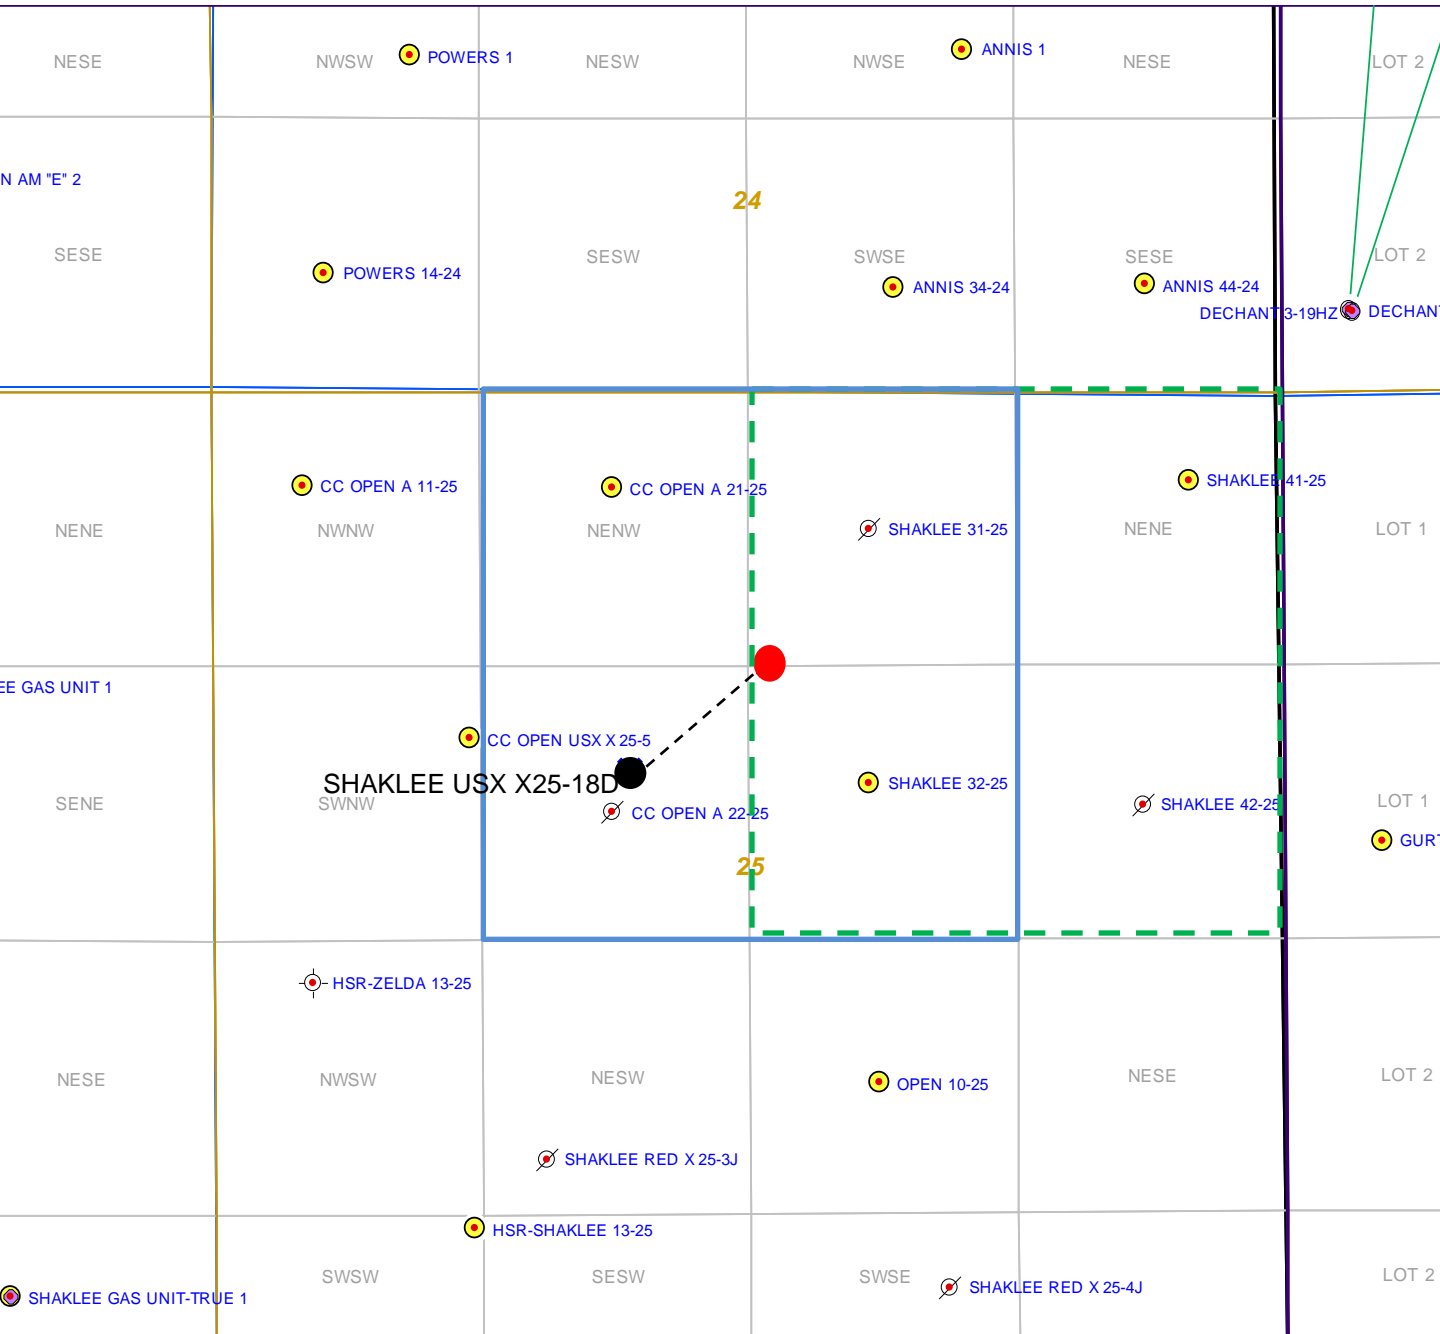 NESE
NWSW
POWERS 1
NESW
NWSE
ANNIS 1
NESE
LOT 2
N AM "E" 2
24
SESE
POWERS 14-24
SESW
SWSE
ANNIS 34-24
SESE
ANNIS 44-24
LOT 2
DECHANT 3-19HZ
DECHANT
CC OPEN A 11-25
CC OPEN A 21-25
SHAKLEE 41-25
NENE
NWNW
NENW
SHAKLEE 31-25
NENE
LOT 1
EE GAS UNIT 1
CC OPEN USX X 25-5
SHAKLEE USX X25-18D
SHAKLEE 32-25
SENE
SWNW
CC OPEN A 22-25
SHAKLEE 42-25
LOT 1
GURT
25
HSR-ZELDA 13-25
NESE
NWSW
NESW
OPEN 10-25
NESE
LOT 2
SHAKLEE RED X 25-3J
HSR-SHAKLEE 13-25
SWSW
SESW
SWSE
SHAKLEE RED X 25-4J
LOT 2
SHAKLEE GAS UNIT-TRUE 1